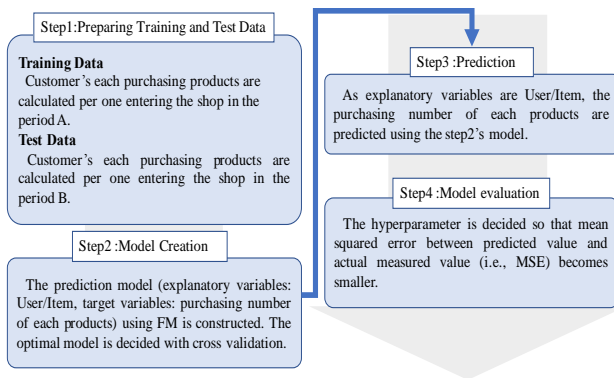 Step1:Preparing Training and Test Data
Training Data
Customer's each purchasing products are
calculated per one entering the shop in the
period A.
Test Data
Customer's each purchasing products are
calculated per one entering the shop in the
period B.
Step2 :Model Creation
The prediction model (explanatory variables:
User/Item, target variables: purchasing number
of each products) using FM is constructed. The
optimal model is decided with cross validation.
Step3 :Prediction
As explanatory variables are User/Item, the
purchasing number of each products are
predicted using the step2's model.
Step4 :Model evaluation
The hyperparameter is decided so that mean
squared error between predicted value and
actual measured value (i.e., MSE) becomes
smaller.